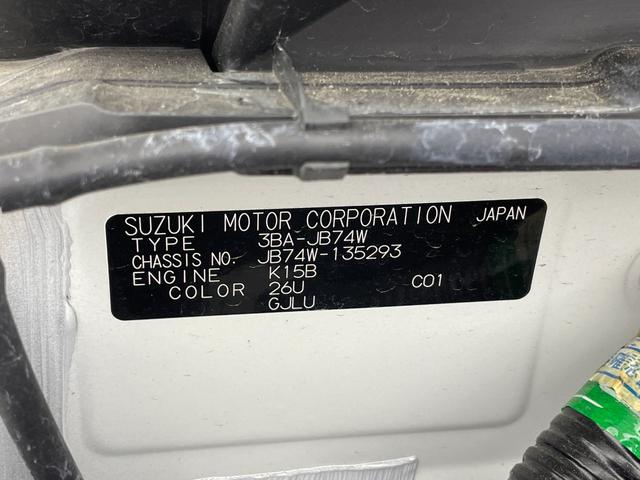 SUZUKI MOTOR CORPORATION JAPAN
TYPE 3BA-JB74W
CHASSIS NO. JB74W-135293
ENGINE K15B
COLOR 26U C01
GJLU